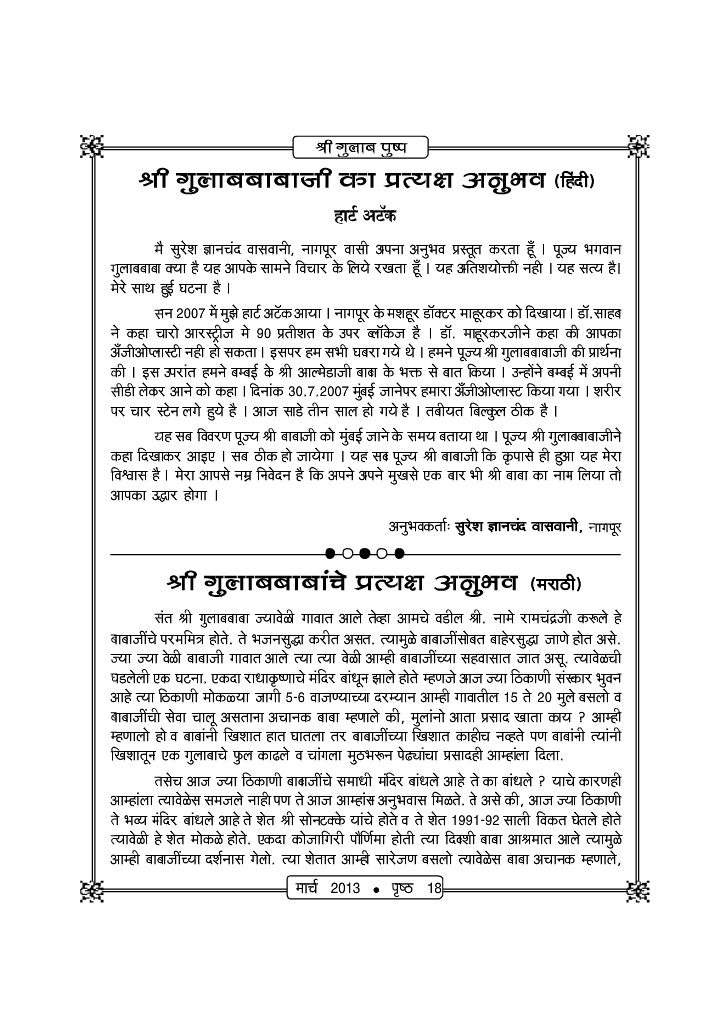 श्री गुलाब पुष्प
श्री गुलाबबाबाजी का प्रत्यक्ष अनुभव (हिंदी)
हार्ट अटॅक
मै सुरेश ज्ञानचंद वासवानी, नागपूर वासी अपना अनुभव प्रस्तूत करता हूँ । पूज्य भगवान
गुलाबबाबा क्या है यह आपके सामने विचार के लिये रखता हूँ । यह अतिशयोक्ती नही । यह सत्य है।
मेरे साथ हुई घटना है ।
सन 2007 में मुझे हार्ट अटॅक आया । नागपूर के मशहूर डॉक्टर माहूरकर को दिखाया । डॉ.साहब
ने कहा चारो आरस्ट्रीज मे 90 प्रतीशत के उपर ब्लॉकेज है । डॉ. माहूरकरजीने कहा की आपका
अँजीओप्लास्टी नही हो सकता । इसपर हम सभी घबरा गये थे । हमने पूज्य श्री गुलाबबाबाजी की प्रार्थना
की । इस उपरांत हमने बम्बई के श्री आल्मेडाजी बाबा के भक्त से बात किया । उन्होंने बम्बई में अपनी
सीडी लेकर आने को कहा । दिनांक 30.7.2007 मुंबई जानेपर हमारा अँजीओप्लास्ट किया गया । शरीर
पर चार स्टेन लगे हुये है । आज साडे तीन साल हो गये है । तबीयत बिल्कुल ठीक है ।
यह सब विवरण पूज्य श्री बाबाजी को मुंबई जाने के समय बताया था । पूज्य श्री गुलाबबाबाजीने
कहा दिखाकर आइए । सब ठीक हो जायेगा । यह सब पूज्य श्री बाबाजी कि कृपासे ही हुआ यह मेरा
विश्वास है । मेरा आपसे नम्र निवेदन है कि अपने अपने मुखसे एक बार भी श्री बाबा का नाम लिया तो
आपका उद्धार होगा ।
अनुभवकर्ताः सुरेश ज्ञानचंद वासवानी, नागपूर
श्री गुलाबबाबांचे प्रत्यक्ष अनुभव (मराठी)
संत श्री गुलाबबाबा ज्यावेळी गावात आले तेव्हा आमचे वडील श्री. नामे रामचंद्रजी करूले हे
बाबाजींचे परममित्र होते. ते भजनसुद्धा करीत असत. त्यामुळे बाबाजींसोबत बाहेरसुद्धा जाणे होत असे.
ज्या ज्या वेळी बाबाजी गावात आले त्या त्या वेळी आम्ही बाबाजींच्या सहवासात जात असू. त्यावेळची
घडलेली एक घटना. एकदा राधाकृष्णाचे मंदिर बांधून झाले होते म्हणजे आज ज्या ठिकाणी संस्कार भुवन
आहे त्या ठिकाणी मोकळ्या जागी 5-6 वाजण्याच्या दरम्यान आम्ही गावातील 15 ते 20 मुले बसलो व
बाबाजींची सेवा चालू असताना अचानक बाबा म्हणाले की, मुलांनो आता प्रसाद खाता काय ? आम्ही
म्हणालो हो व बाबांनी खिशात हात घातला तर बाबाजींच्या खिशात काहीच नव्हते पण बाबांनी त्यांनी
खिशातून एक गुलाबाचे फुल काढले व चांगला मुठभरून पेढ्यांचा प्रसादही आम्हांला दिला.
तसेच आज ज्या ठिकाणी बाबाजींचे समाधी मंदिर बांधले आहे ते का बांधले ? याचे कारणही
आम्हांला त्यावेळेस समजले नाही पण ते आज आम्हांस अनुभवास मिळते. ते असे की, आज ज्या ठिकाणी
ते भव्य मंदिर बांधले आहे ते शेत श्री सोनटक्के यांचे होते व ते शेत 1991-92 साली विकत घेतले होते
त्यावेळी हे शेत मोकळे होते. एकदा कोजागिरी पौर्णिमा होती त्या दिवशी बाबा आश्रमात आले त्यामुळे
आम्ही बाबाजींच्या दर्शनास गेलो. त्या शेतात आम्ही सारेजण बसलो त्यावेळेस बाबा अचानक म्हणाले,
मार्च 2013 ● पृष्ठ 18